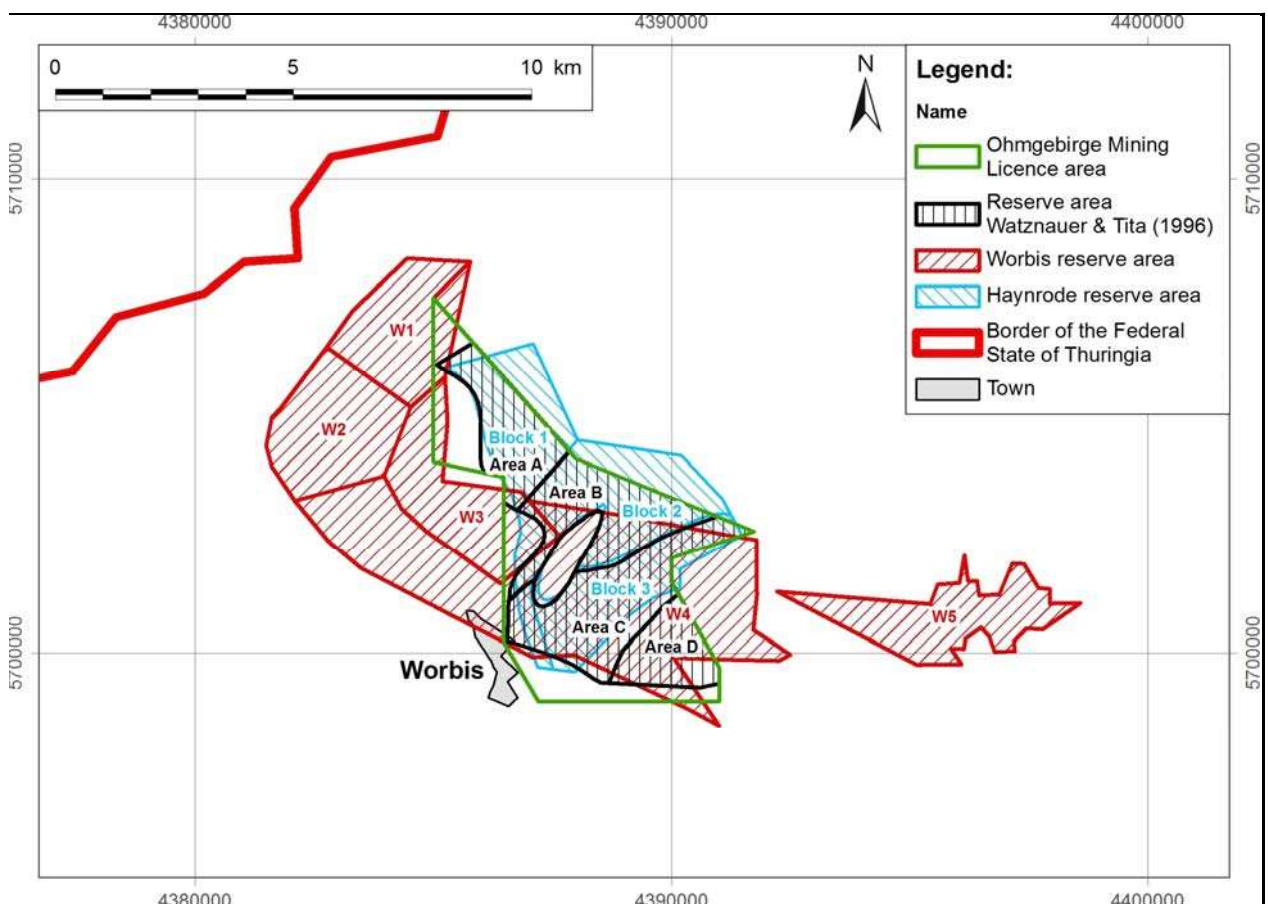 4380000
4390000
4400000
0 5 10 km
N
Legend:
Name
Ohmgebirge Mining
Licence area
Reserve area
Watznauer & Tita (1996)
Worbis reserve area
Haynrode reserve area
Border of the Federal
State of Thuringia
Town
5710000
5710000
W1
W2
Block 1
Area A
Area B
W3
Block 2
Block 3
W4
W5
Area C
Area D
Worbis
5700000
5700000
4380000
4390000
4400000